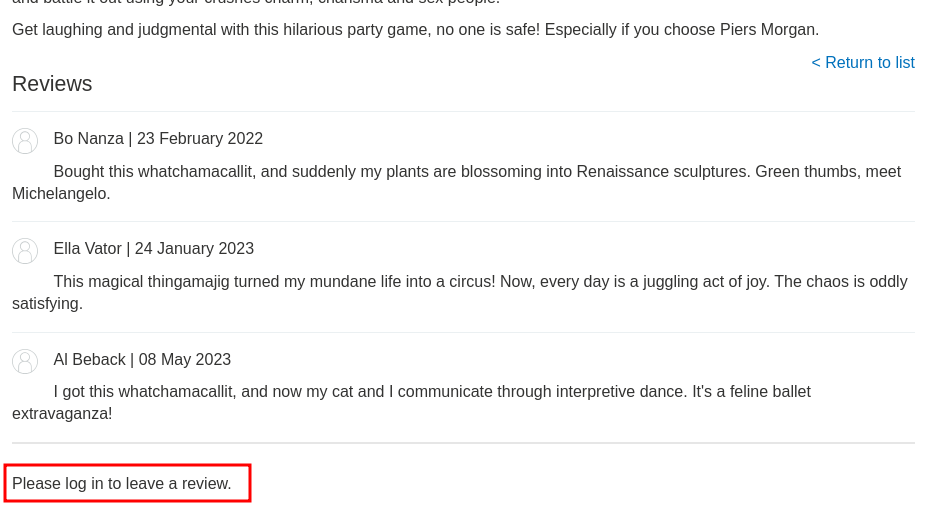 and battle it out using your crushes charm, charisma and sex people.
Get laughing and judgmental with this hilarious party game, no one is safe! Especially if you choose Piers Morgan.
< Return to list
Reviews
Bo Nanza | 23 February 2022
Bought this whatchamacallit, and suddenly my plants are blossoming into Renaissance sculptures. Green thumbs, meet
Michelangelo.
Ella Vator | 24 January 2023
This magical thingamajig turned my mundane life into a circus! Now, every day is a juggling act of joy. The chaos is oddly
satisfying.
Al Beback | 08 May 2023
I got this whatchamacallit, and now my cat and I communicate through interpretive dance. It's a feline ballet
extravaganza!
Please log in to leave a review.